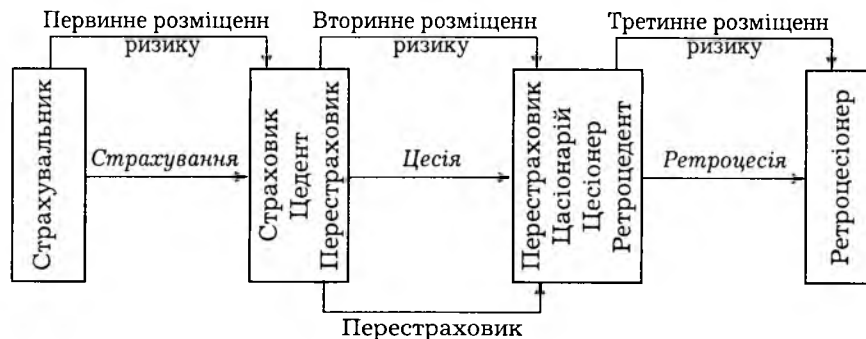 Первинне розміщенн
ризику
Вторинне розміщенн
ризику
Третинне розміщенн
ризику
Страхувальник
Страхування
Страховик
Цедент
Перестраховик
Цесія
Перестраховик
Цасіонарій
Цесіонер
Ретроцедент
Ретроцесія
Ретроцесіонер
Перестраховик